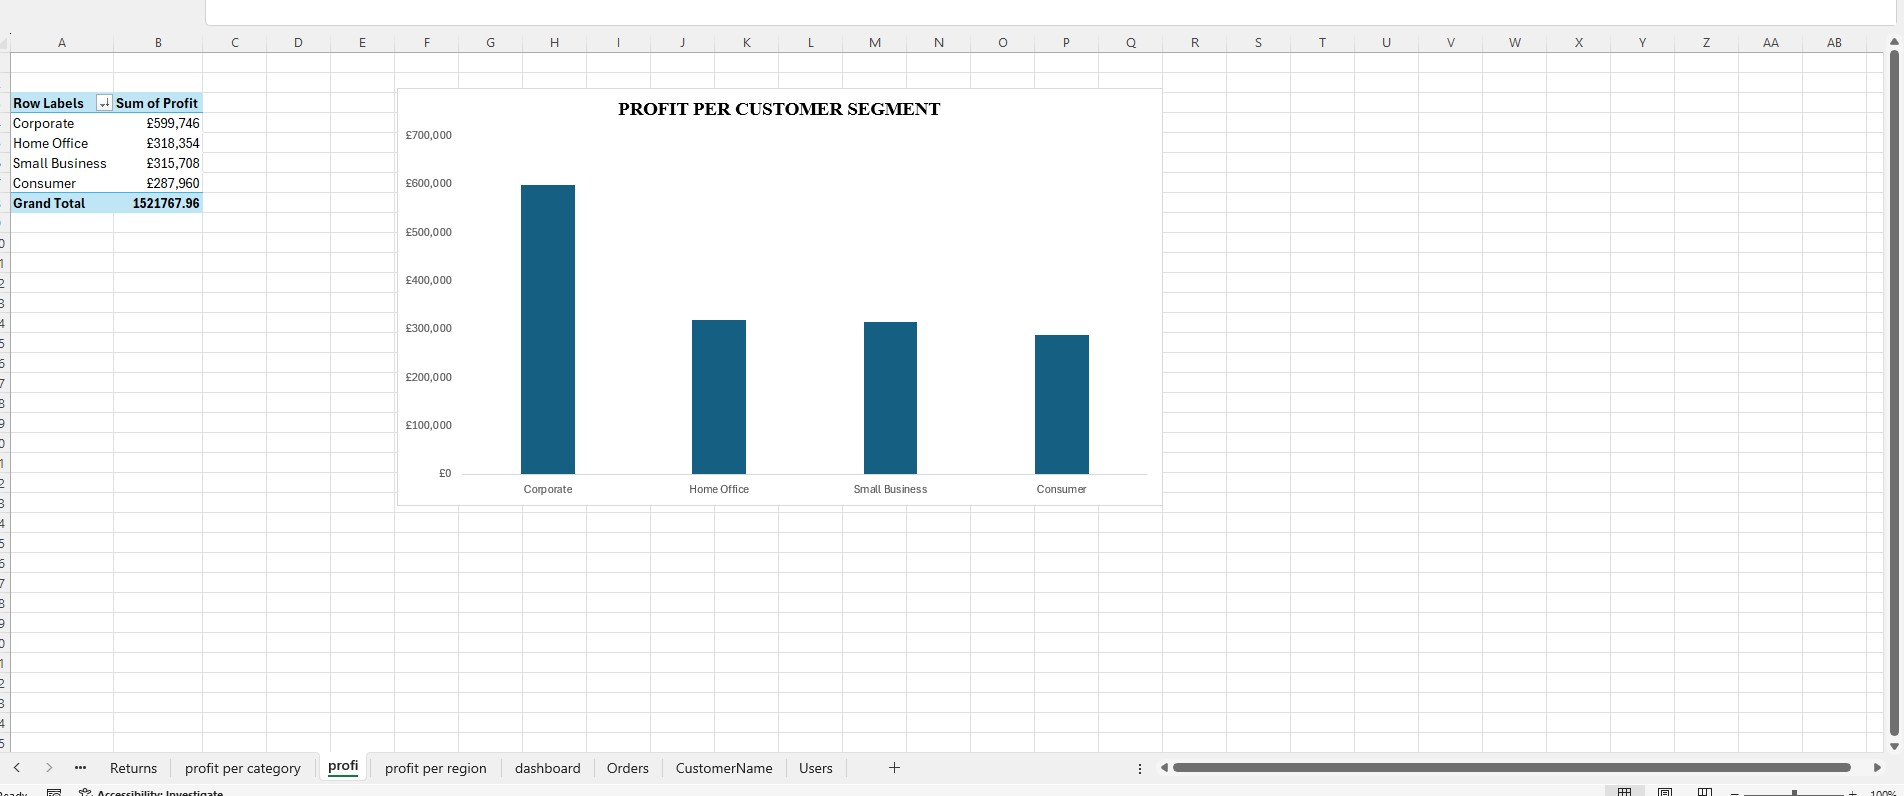 A B C D E F G H I J K L M N O P Q R S T U V W X Y Z AA AB
Row Labels Sum of Profit
Corporate £599,746
Home Office £318,354
Small Business £315,708
Consumer £287,960
Grand Total 1521767.96
PROFIT PER CUSTOMER SEGMENT
£700,000
£600,000
£500,000
£400,000
£300,000
£200,000
£100,000
£0
Corporate Home Office Small Business Consumer
Returns profit per category profi profit per region dashboard Orders CustomerName Users
Accessibility: Investigate 100%